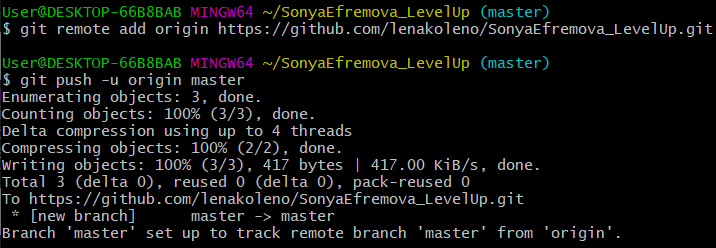 User@DESKTOP-66B8BAB MINGW64 ~/SonyaEfremova_LevelUp (master)
$ git remote add origin https://github.com/lenakoleno/SonyaEfremova_LevelUp.git
User@DESKTOP-66B8BAB MINGW64 ~/SonyaEfremova_LevelUp (master)
$ git push -u origin master
Enumerating objects: 3, done.
Counting objects: 100% (3/3), done.
Delta compression using up to 4 threads
Compressing objects: 100% (2/2), done.
Writing objects: 100% (3/3), 417 bytes | 417.00 KiB/s, done.
Total 3 (delta 0), reused 0 (delta 0), pack-reused 0
To https://github.com/lenakoleno/SonyaEfremova_LevelUp.git
 * [new branch]      master -> master
Branch 'master' set up to track remote branch 'master' from 'origin'.